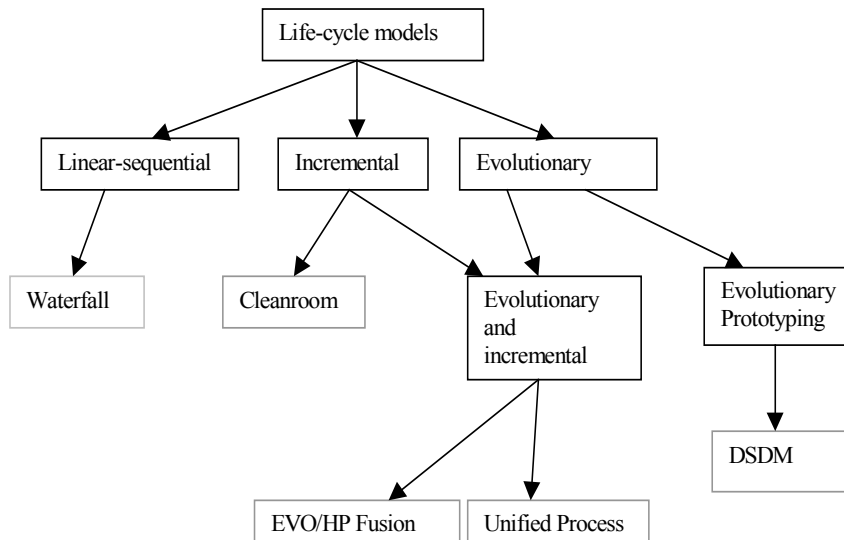 Life-cycle models
Linear-sequential
Incremental
Evolutionary
Waterfall
Cleanroom
Evolutionary
and
incremental
Evolutionary
Prototyping
DSDM
EVO/HP Fusion
Unified Process